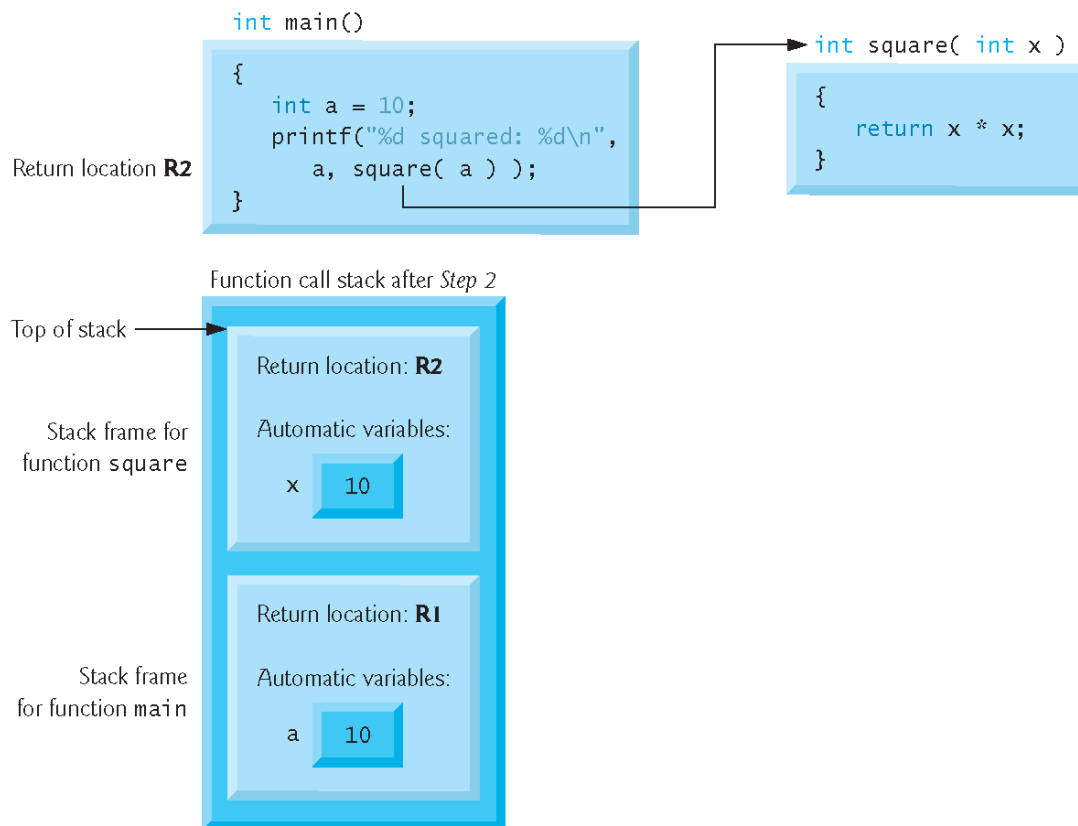 int main()
{
int a = 10;
printf("%d squared: %d\n",
Return location R2
a, square( a ) );
}
int square( int x )
{
return x * x;
}
Function call stack after Step 2
Top of stack
Return location: R2
Stack frame for
function square
Automatic variables:
x 10
Return location: R1
Stack frame
for function main
Automatic variables:
a 10